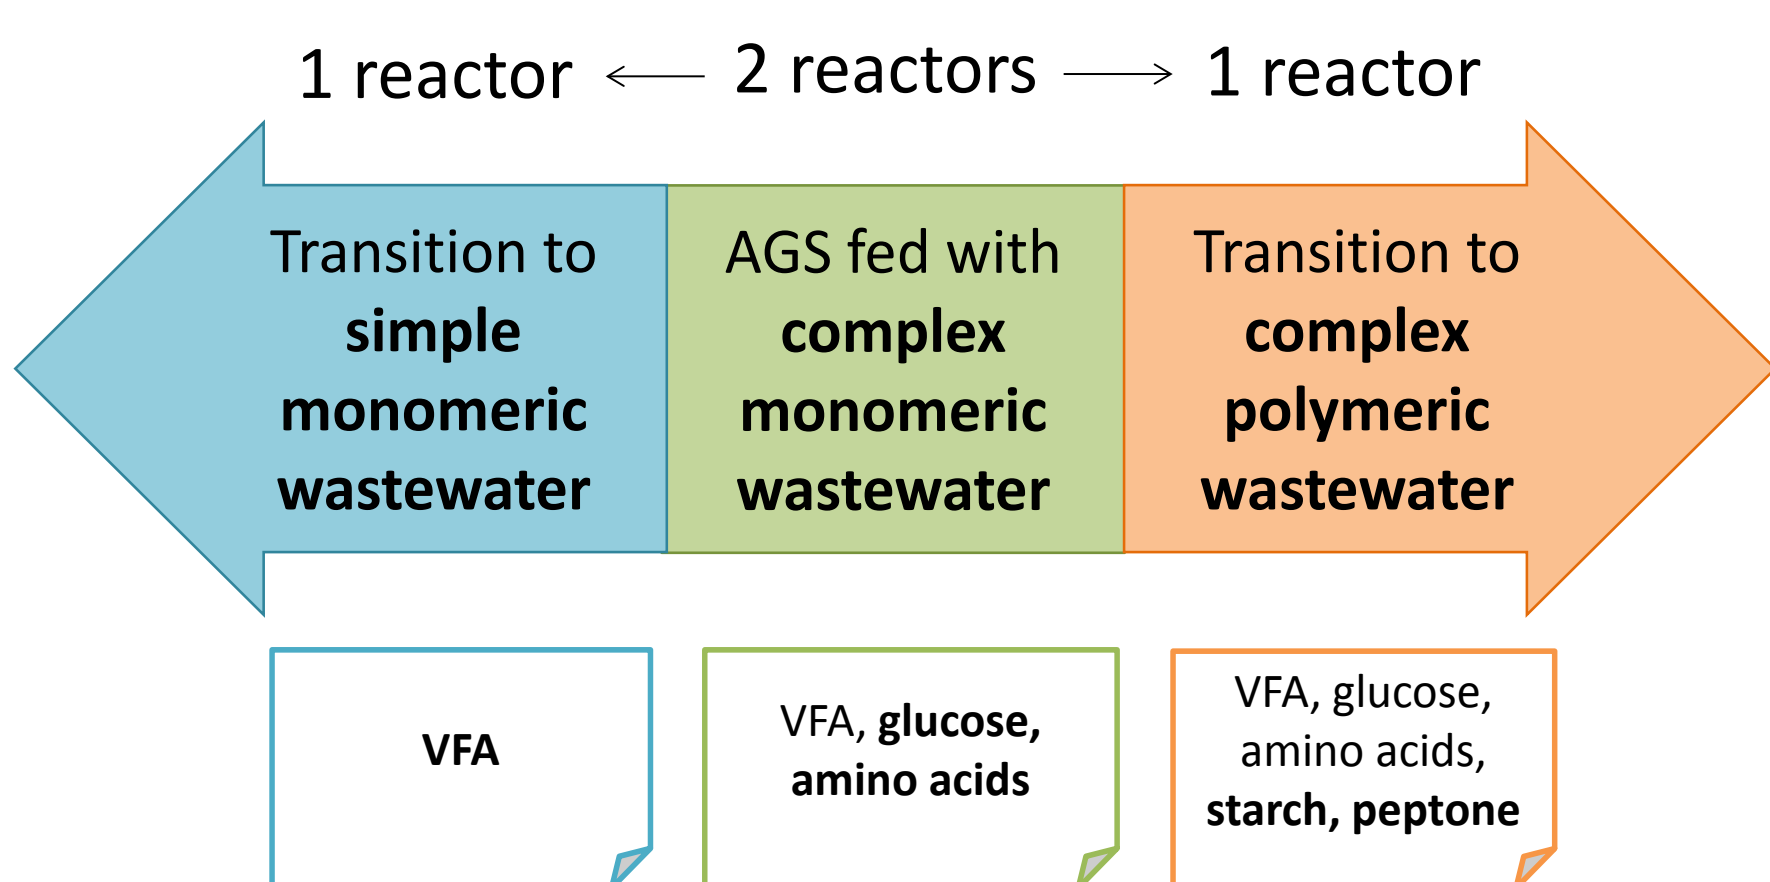 1 reactor ← 2 reactors → 1 reactor
Transition to
simple
monomeric
wastewater
AGS fed with
complex
monomeric
wastewater
Transition to
complex
polymeric
wastewater
VFA
VFA, glucose,
amino acids
VFA, glucose,
amino acids,
starch, peptone